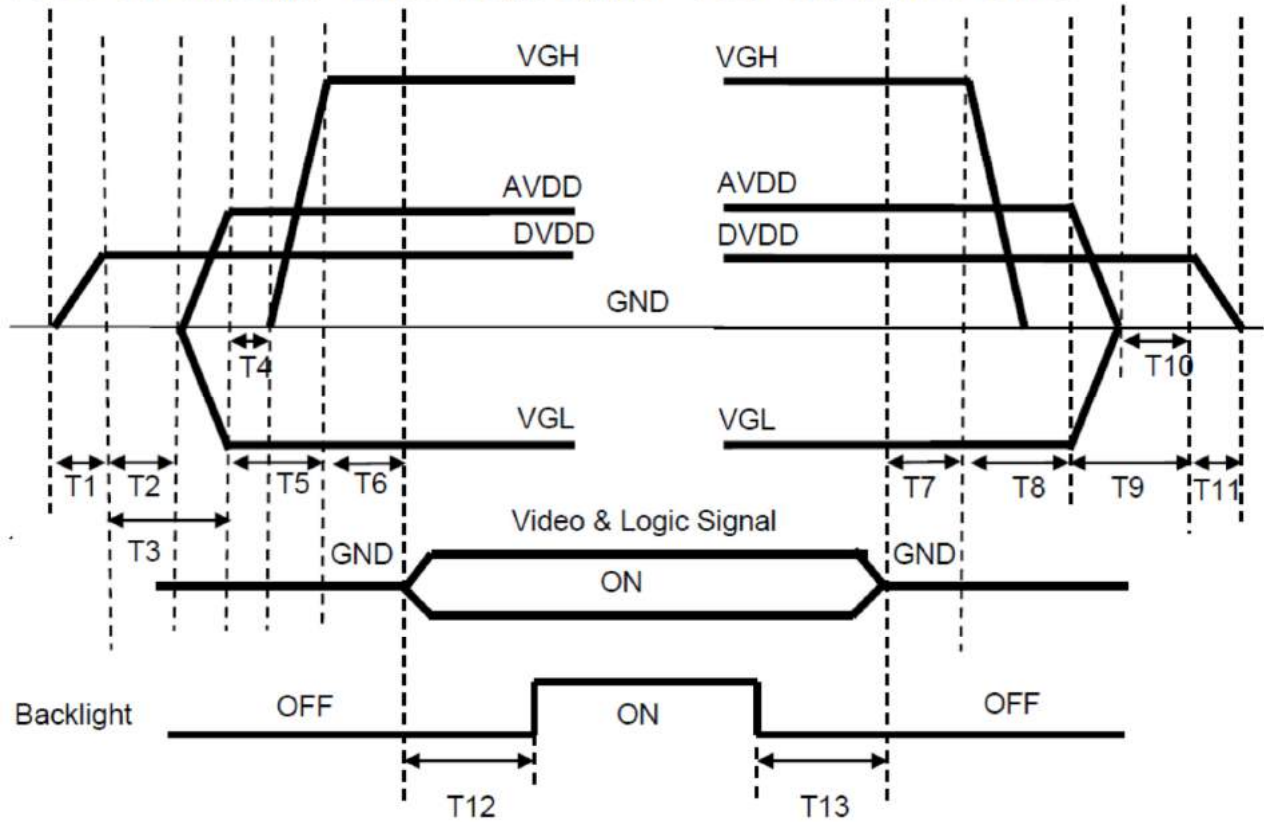 VGH VGH
AVDD AVDD
DVDD DVDD
GND
T4 T10
VGL VGL
T1 T2 T5 T6 T7 T8 T9 T11
T3
Video & Logic Signal
GND ON GND
Backlight OFF ON OFF
T12 T13